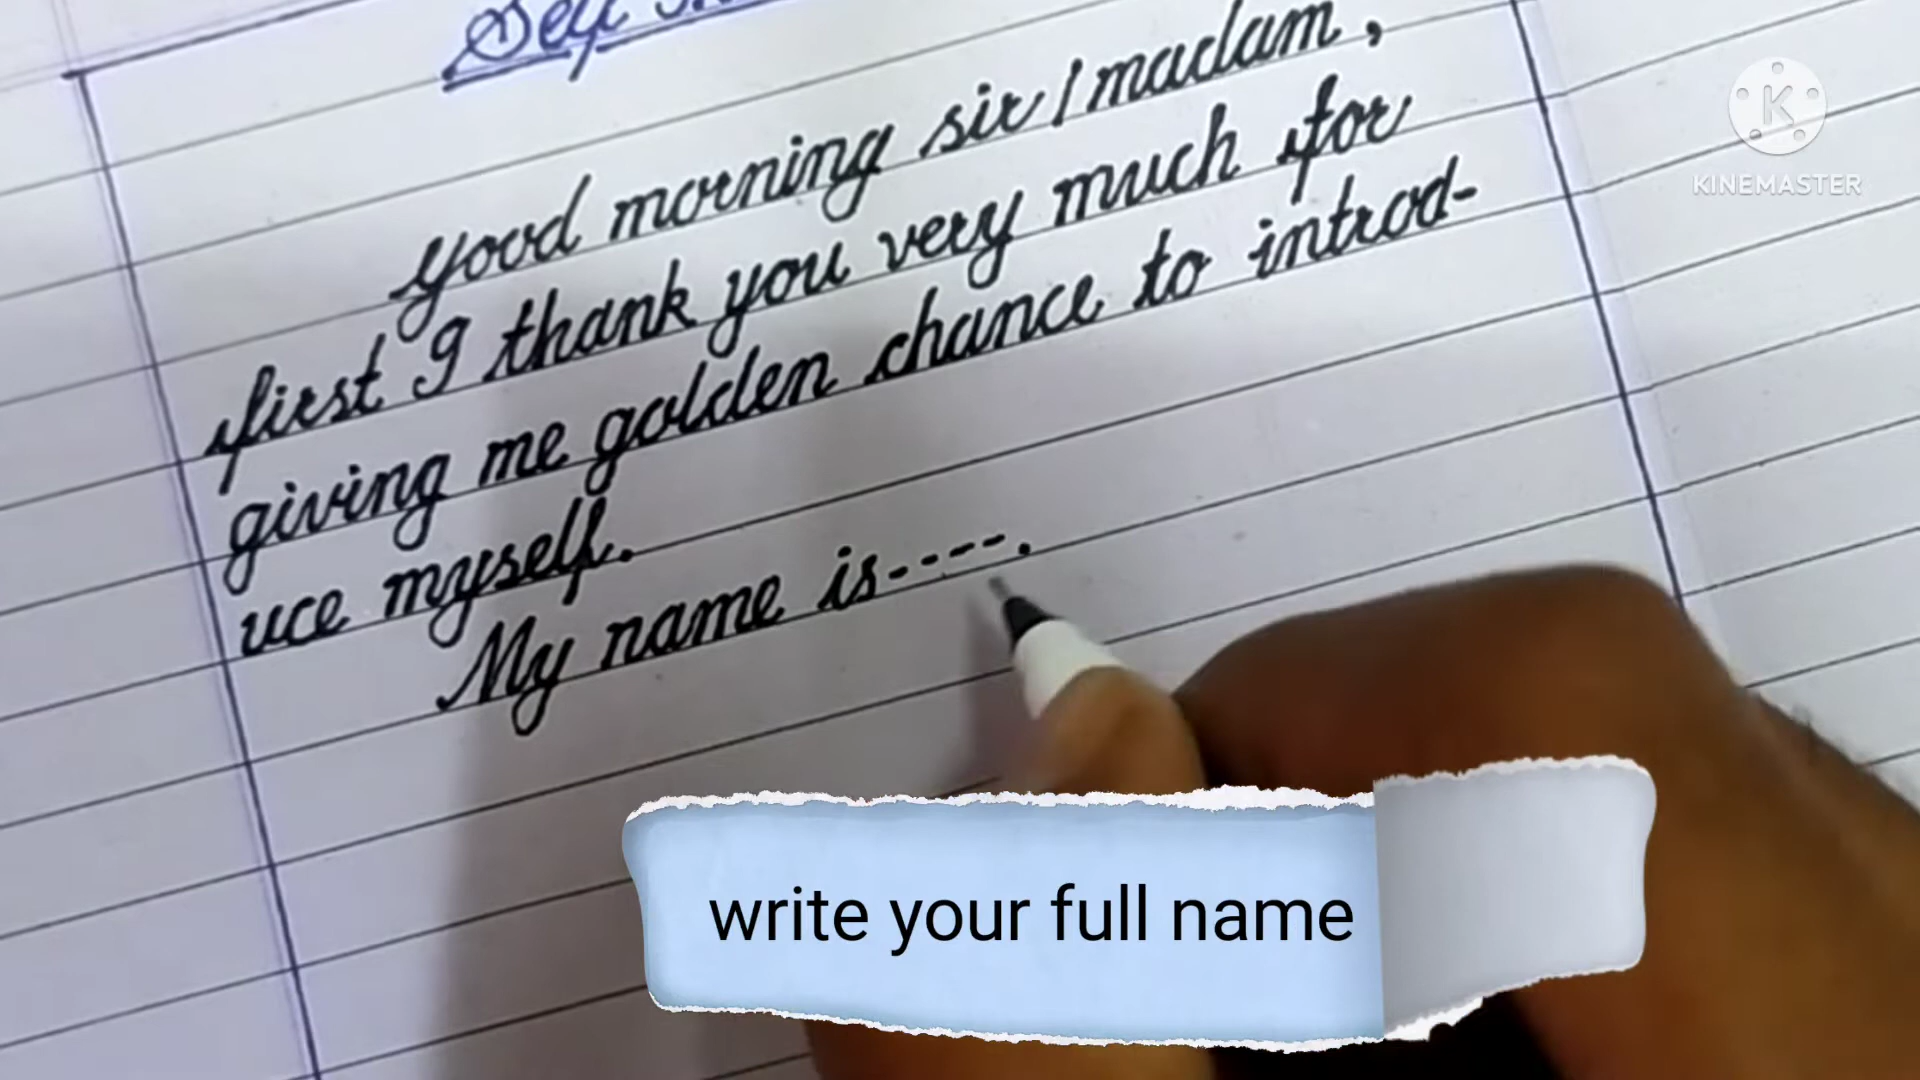 Self
Good morning sir/madam,
first I thank you very much for
giving me golden chance to introd-
uce myself.
My name is-----.
write your full name
KINEMASTER